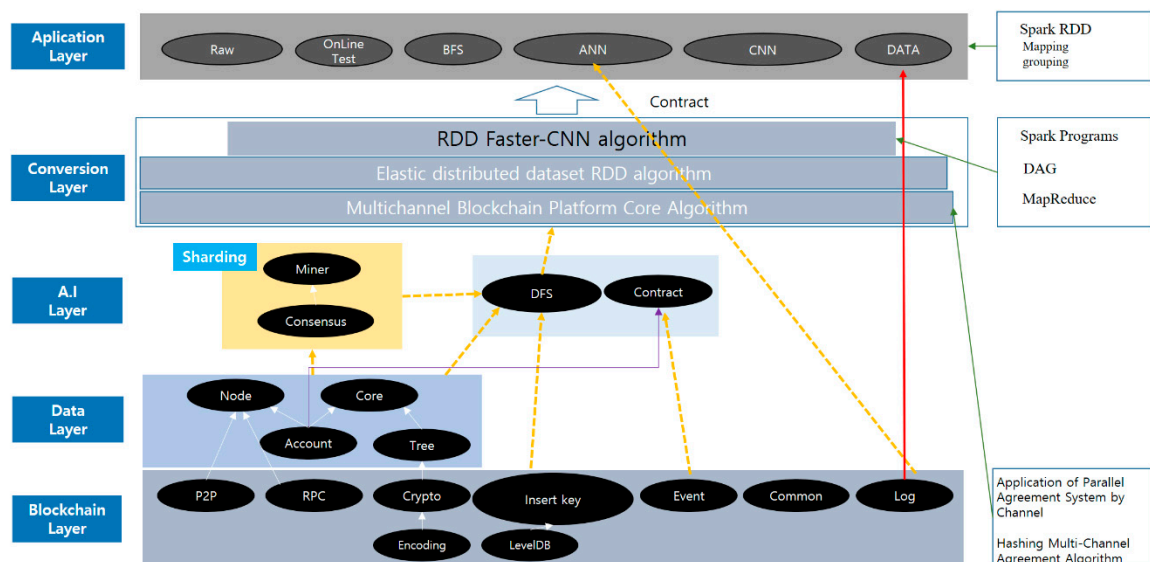 Aplication
Layer
Raw
OnLine
Test
BFS
ANN
CNN
DATA
Spark RDD
Mapping
grouping
Contract
Conversion
Layer
RDD Faster-CNN algorithm
Elastic distributed dataset RDD algorithm
Multichannel Blockchain Platform Core Algorithm
Spark Programs
DAG
MapReduce
A.I
Layer
Sharding
Miner
Consensus
DFS
Contract
Data
Layer
Node
Core
Account
Tree
Blockchain
Layer
P2P
RPC
Crypto
Insert key
Event
Common
Log
Encoding
LevelDB
Application of Parallel
Agreement System by
Channel
Hashing Multi-Channel
Agreement Algorithm